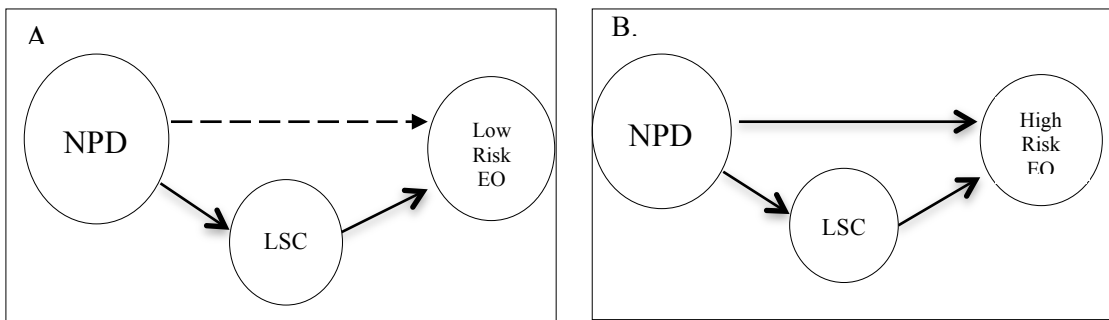 A
NPD
Low
Risk
EO
LSC
B.
NPD
High
Risk
EO
LSC